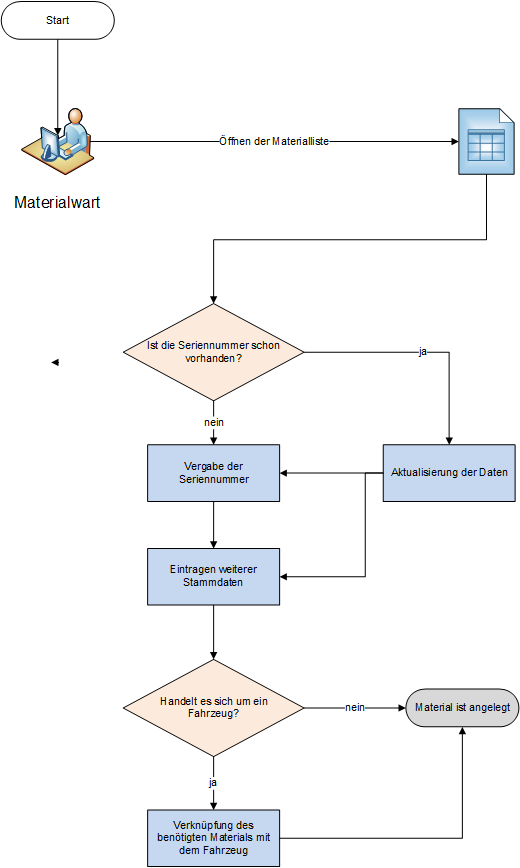 Start
Öffnen der Materialliste
Materialwart
Ist die Seriennummer schon
vorhanden?
ja
nein
Vergabe der
Seriennummer
Aktualisierung der Daten
Eintragen weiterer
Stammdaten
Handelt es sich um ein
Fahrzeug?
nein
Material ist angelegt
ja
Verknüpfung des
benötigten Materials mit
dem Fahrzeug